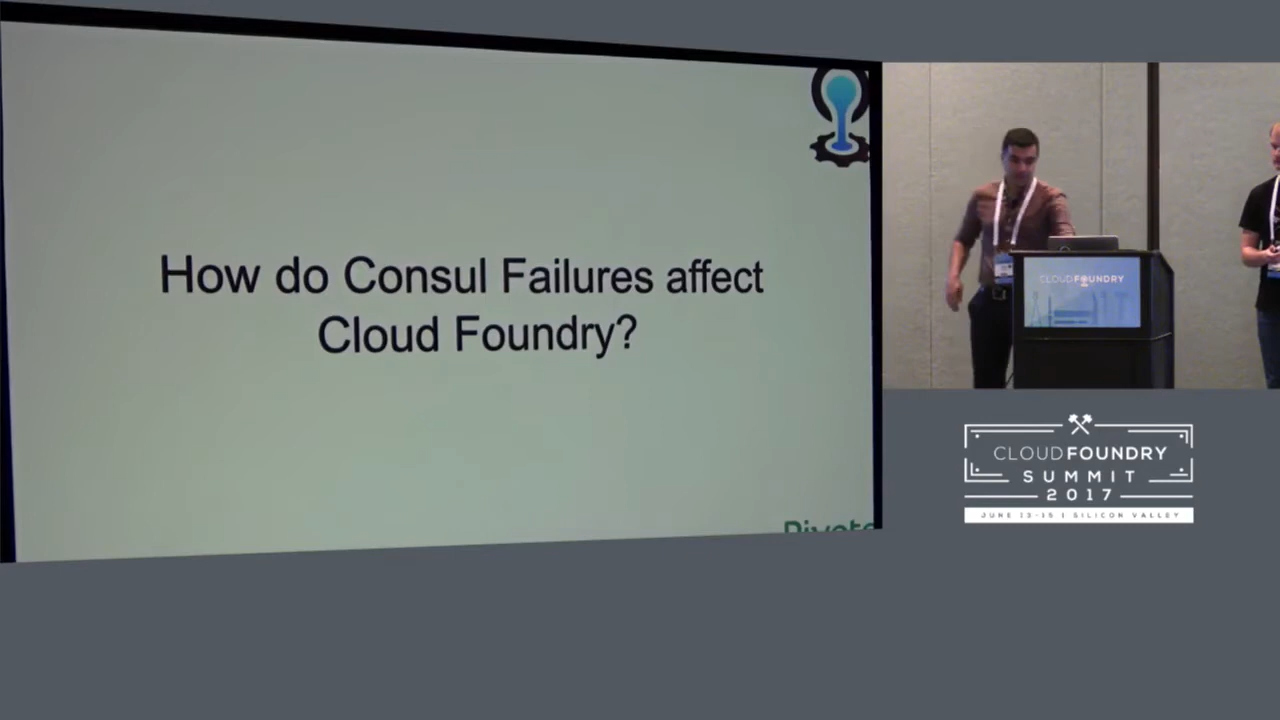 How do Consul Failures affect
Cloud Foundry?
CLOUD FOUNDRY
CLOUD FOUNDRY
SUMMIT
2017
JUNE 13-15 | SILICON VALLEY